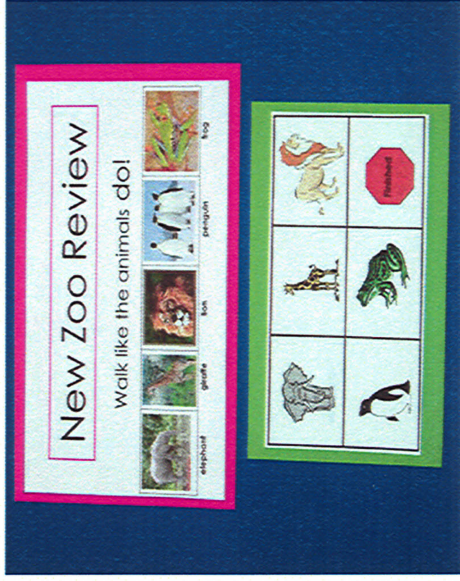 New Zoo Review
Walk like the animals do!
elephant giraffe lion penguin frog
Finished